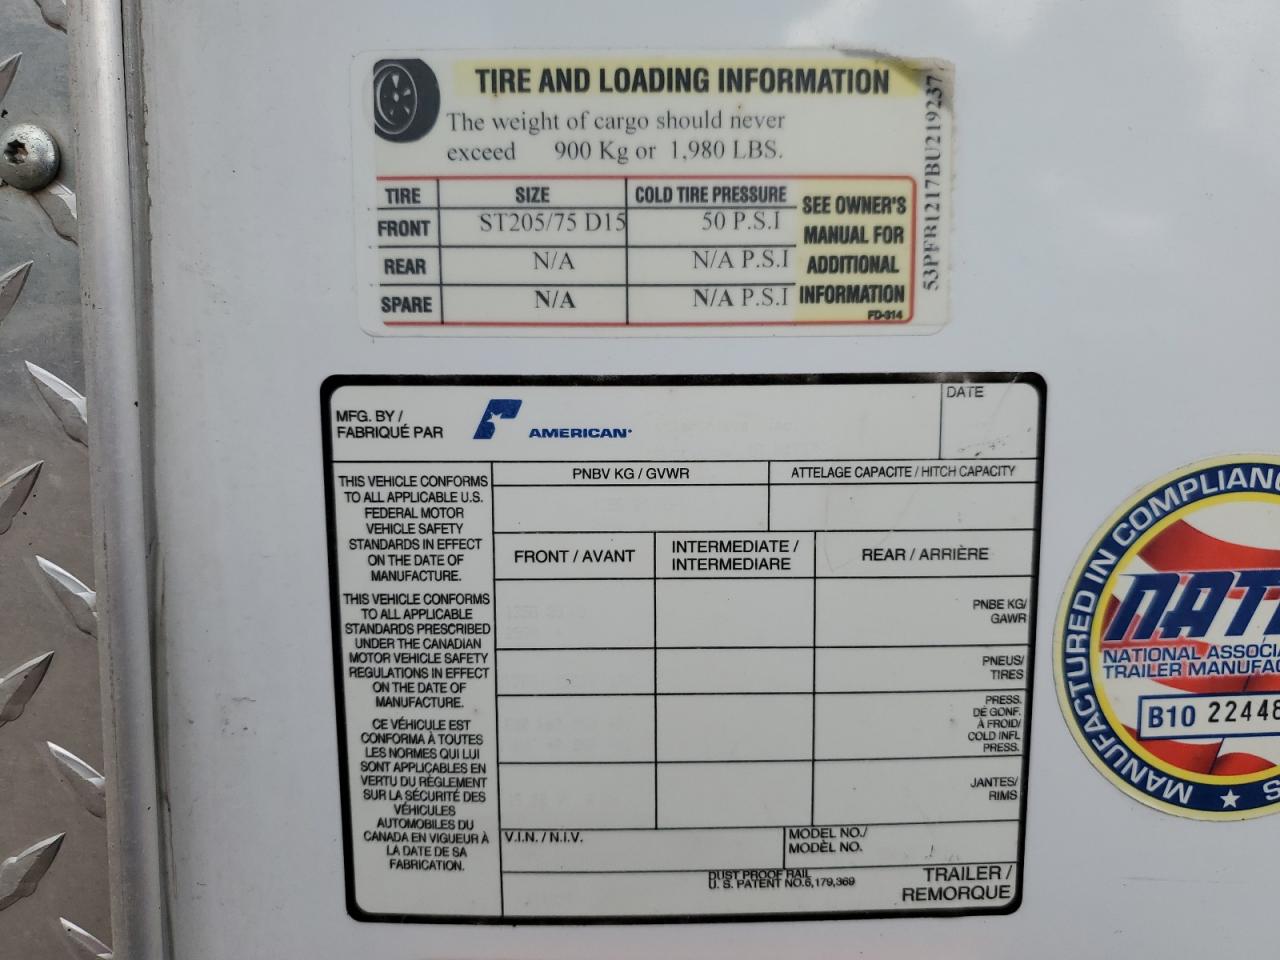 TIRE AND LOADING INFORMATION
The weight of cargo should never
exceed 900 Kg or 1,980 LBS.
TIRE SIZE COLD TIRE PRESSURE
FRONT ST205/75 D15 50 P.S.I
REAR N/A N/A P.S.I
SPARE N/A N/A P.S.I
SEE OWNER'S
MANUAL FOR
ADDITIONAL
INFORMATION
FD-314
53PFB1217BU219237
MFG. BY /
FABRIQUÉ PAR
AMERICAN
DATE
THIS VEHICLE CONFORMS
TO ALL APPLICABLE U.S.
FEDERAL MOTOR
VEHICLE SAFETY
STANDARDS IN EFFECT
ON THE DATE OF
MANUFACTURE.
THIS VEHICLE CONFORMS
TO ALL APPLICABLE
STANDARDS PRESCRIBED
UNDER THE CANADIAN
MOTOR VEHICLE SAFETY
REGULATIONS IN EFFECT
ON THE DATE OF
MANUFACTURE.
CE VÉHICULE EST
CONFORMA À TOUTES
LES NORMES QUI LUI
SONT APPLICABLES EN
VERTU DU RÈGLEMENT
SUR LA SÉCURITÉ DES
VÉHICULES
AUTOMOBILES DU
CANADA EN VIGUEUR À
LA DATE DE SA
FABRICATION.
PNBV KG / GVWR
ATTELAGE CAPACITE / HITCH CAPACITY
FRONT / AVANT
INTERMEDIATE /
INTERMEDIARE
REAR / ARRIÈRE
PNBE KG/
GAWR
PNEUS/
TIRES
PRESS.
DE GONF.
À FROID/
COLD INFL
PRESS.
JANTES/
RIMS
V.I.N. / N.I.V.
MODEL NO./
MODÈL NO.
DUST PROOF RAIL
U. S. PATENT NO.6,179,369
TRAILER /
REMORQUE
MANUFACTURED IN COMPLIANC
NAT
NATIONAL ASSOCIA
TRAILER MANUFAC
B10 22448
S